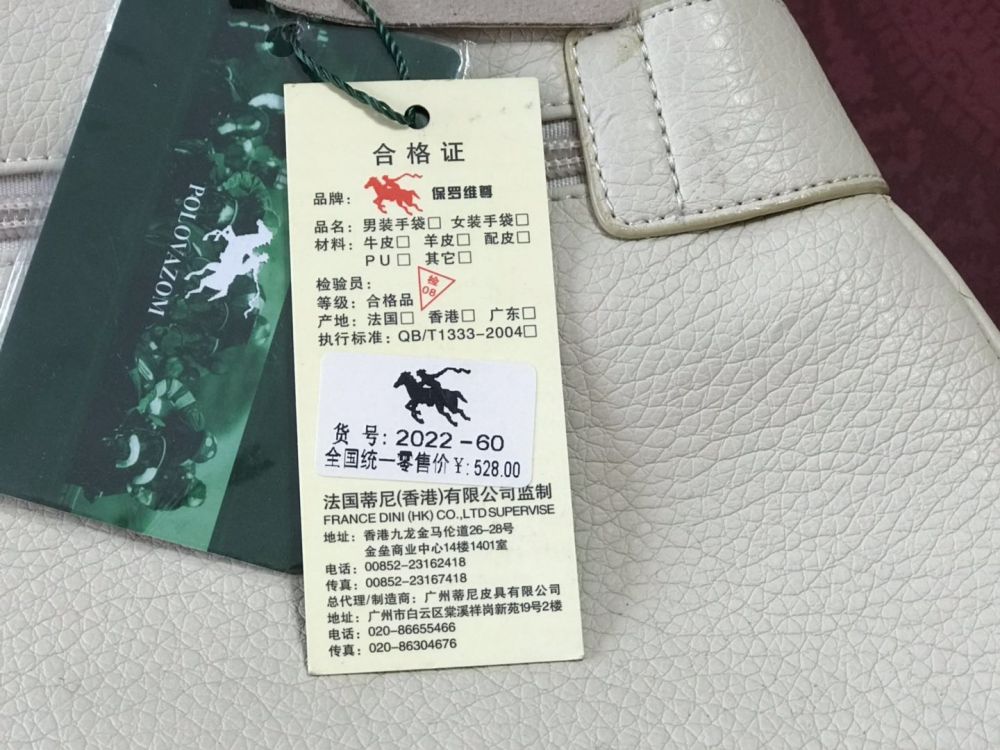 POLOVAZOM
合格证
品牌： 保罗维尊
品名：男装手袋□ 女装手袋□
材料：牛皮□ 羊皮□ 配皮□
PU□ 其它□
检验员：
检
08
等级：合格品
产地：法国□ 香港□ 广东□
执行标准：QB/T1333-2004□
货号:2022-60
全国统一零售价¥:528.00
法国蒂尼(香港)有限公司监制
FRANCE DINI (HK) CO.,LTD SUPERVISE
地址：香港九龙金马伦道26-28号
金垒商业中心14楼1401室
电话：00852-23162418
传真：00852-23167418
总代理/制造商：广州蒂尼皮具有限公司
地址：广州市白云区棠溪祥岗新苑19号2楼
电话：020-86655466
传真：020-86304676